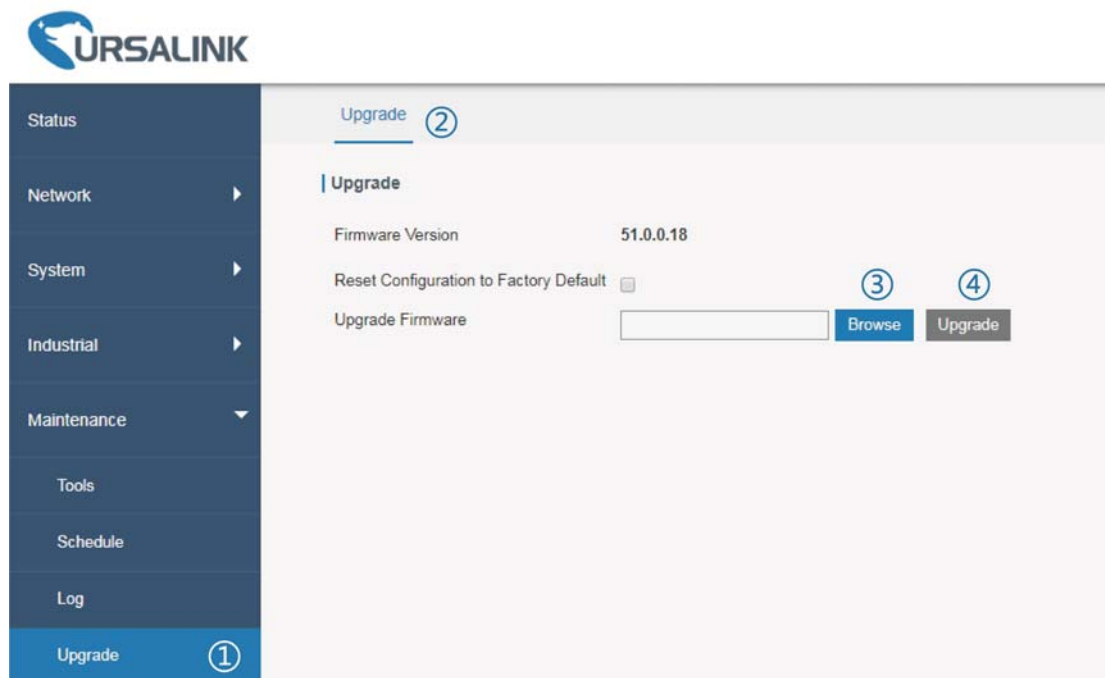 URSALINK
Status
Network
System
Industrial
Maintenance
Tools
Schedule
Log
Upgrade ①
Upgrade ②
Upgrade
Firmware Version 51.0.0.18
Reset Configuration to Factory Default
③ ④
Upgrade Firmware Browse Upgrade